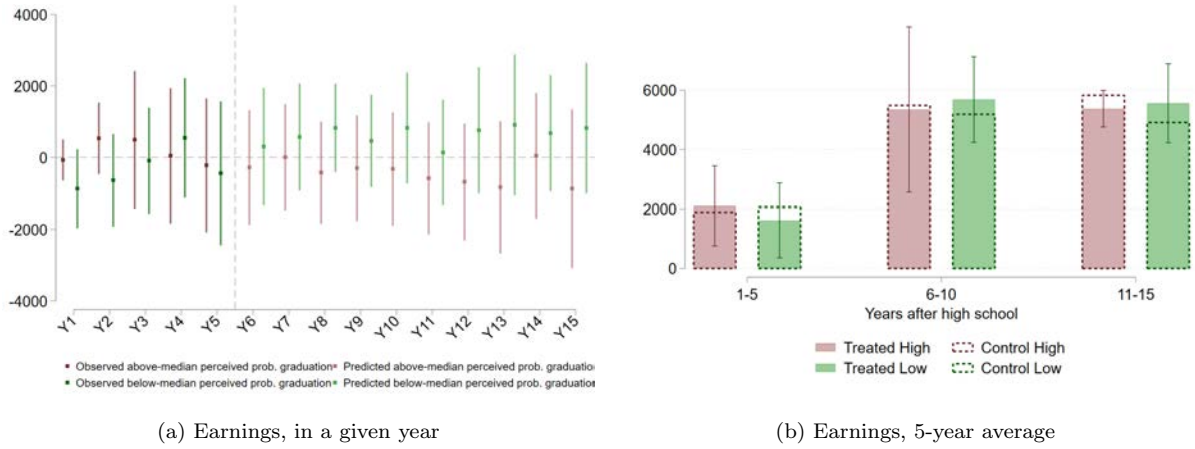 4000
2000
0
-2000
-4000
Y1 Y2 Y3 Y4 Y5 Y6 Y7 Y8 Y9 Y10 Y11 Y12 Y13 Y14 Y15
Observed above-median perceived prob. graduation Predicted above-median perceived prob. graduation
Observed below-median perceived prob. graduation Predicted below-median perceived prob. graduation
(a) Earnings, in a given year
6000
4000
2000
0
1-5 6-10 11-15
Years after high school
Treated High Control High
Treated Low Control Low
(b) Earnings, 5-year average